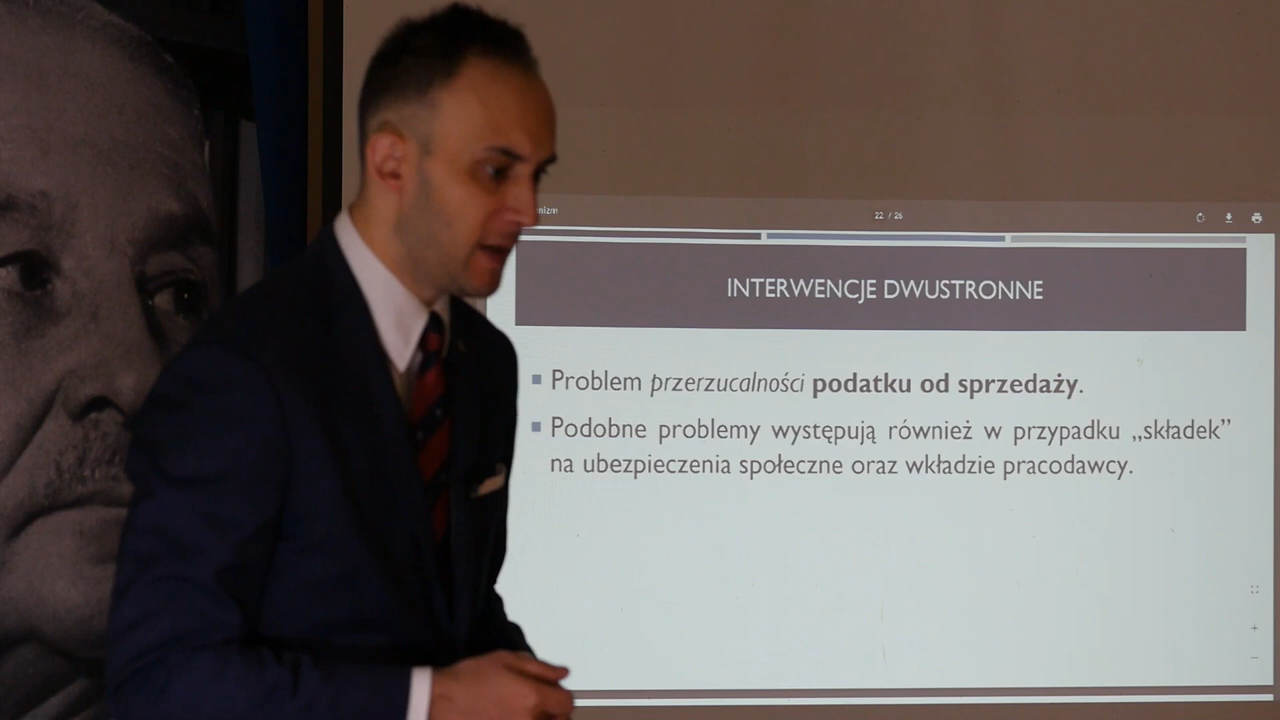 nizm
22 / 26
INTERWENCJE DWUSTRONNE
Problem przerzucalności podatku od sprzedaży.
Podobne problemy występują również w przypadku „składek”
na ubezpieczenia społeczne oraz wkładzie pracodawcy.